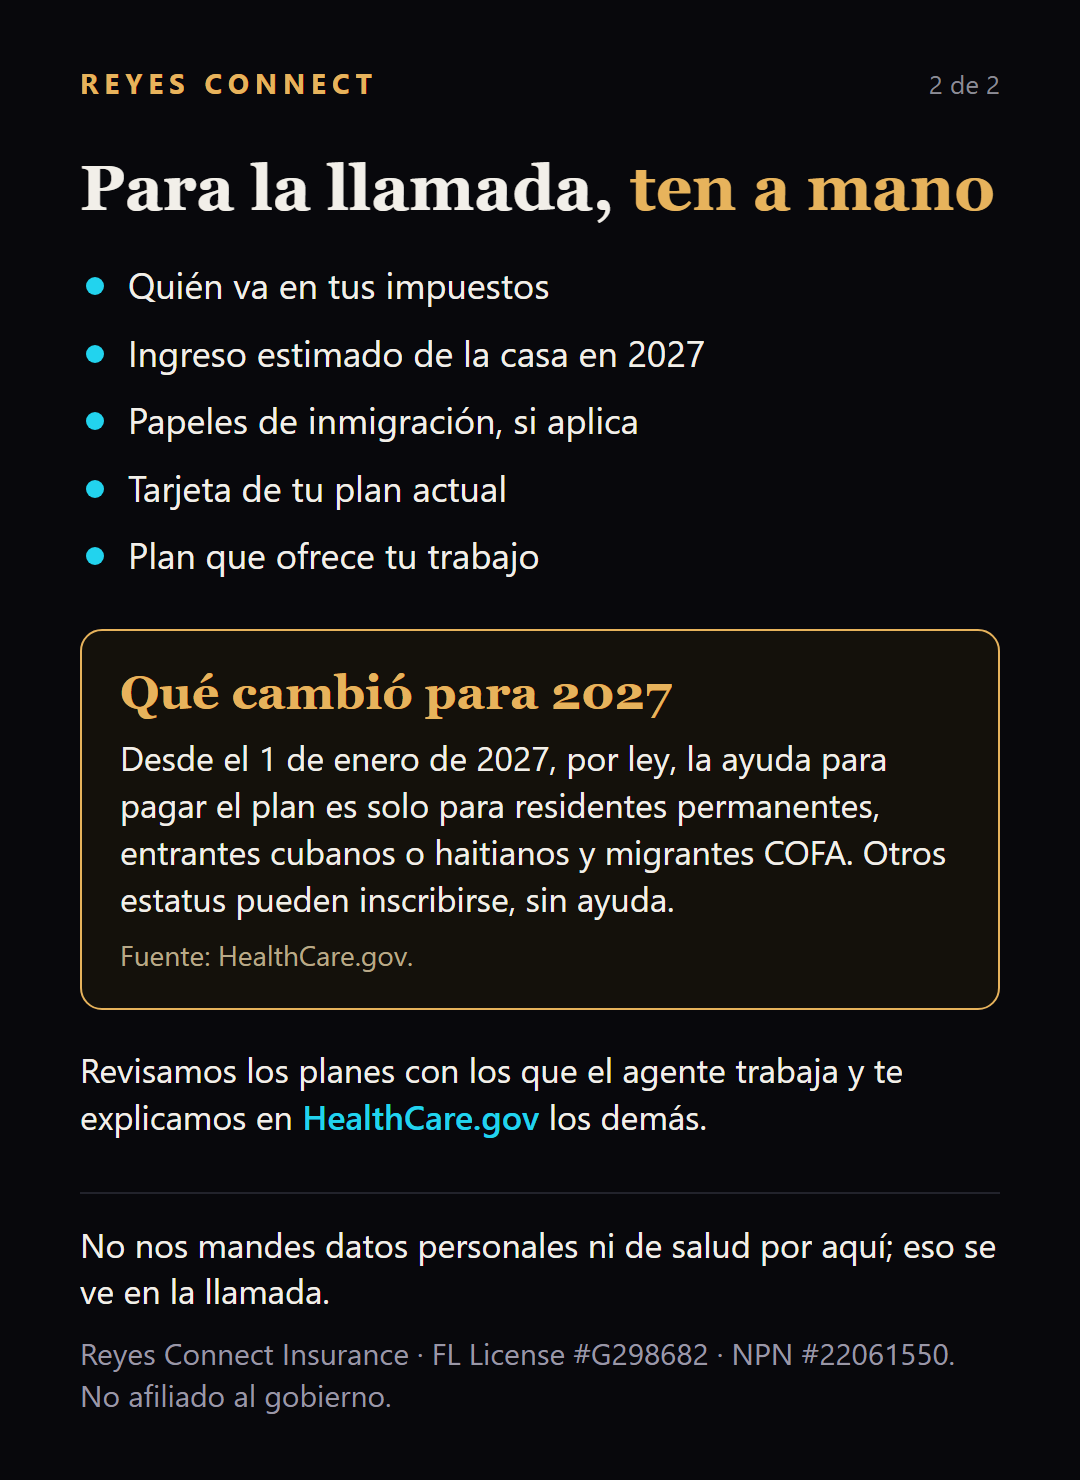 REYES CONNECT
2 de 2
Para la llamada, ten a mano
Quién va en tus impuestos
Ingreso estimado de la casa en 2027
Papeles de inmigración, si aplica
Tarjeta de tu plan actual
Plan que ofrece tu trabajo
Qué cambió para 2027
Desde el 1 de enero de 2027, por ley, la ayuda para
pagar el plan es solo para residentes permanentes,
entrantes cubanos o haitianos y migrantes COFA. Otros
estatus pueden inscribirse, sin ayuda.
Fuente: HealthCare.gov.
Revisamos los planes con los que el agente trabaja y te
explicamos en HealthCare.gov los demás.
No nos mandes datos personales ni de salud por aquí; eso se
ve en la llamada.
Reyes Connect Insurance · FL License #G298682 · NPN #22061550.
No afiliado al gobierno.